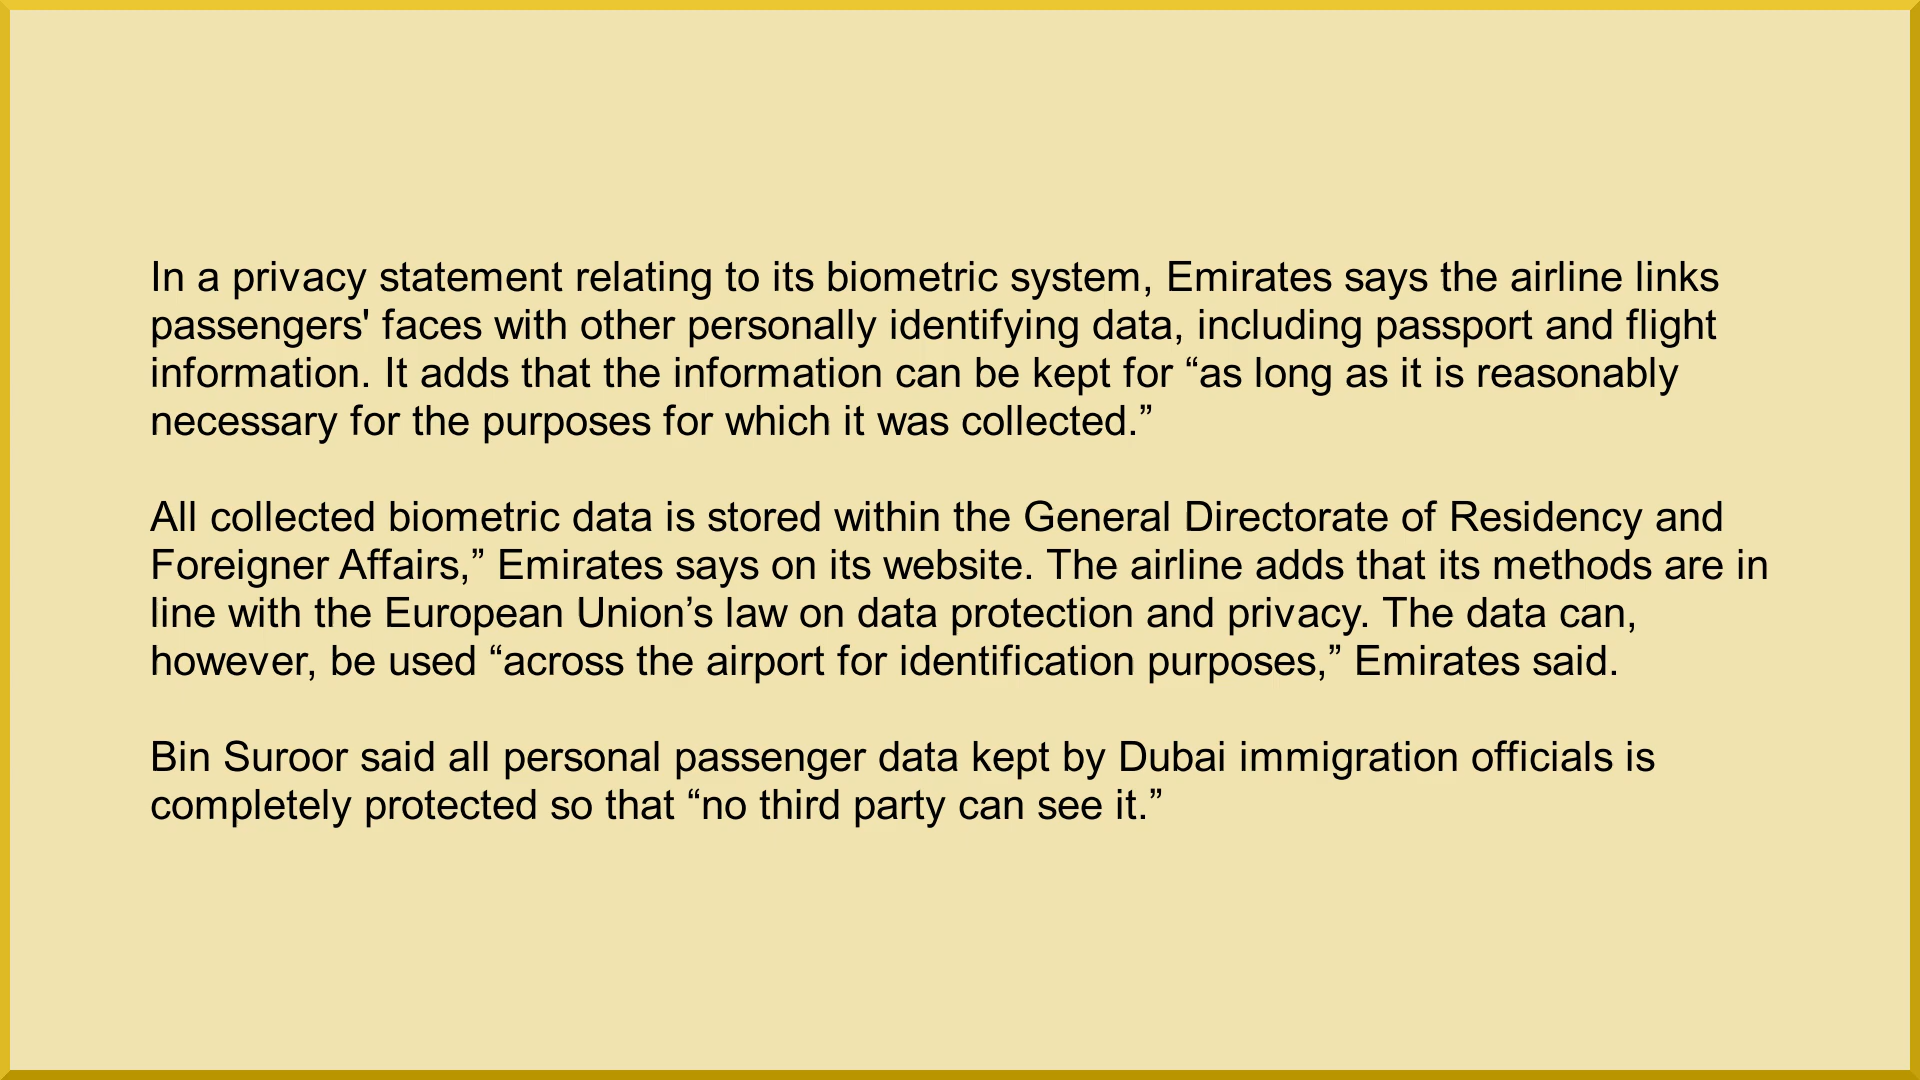 In a privacy statement relating to its biometric system, Emirates says the airline links
passengers' faces with other personally identifying data, including passport and flight
information. It adds that the information can be kept for “as long as it is reasonably
necessary for the purposes for which it was collected.”
All collected biometric data is stored within the General Directorate of Residency and
Foreigner Affairs,” Emirates says on its website. The airline adds that its methods are in
line with the European Union’s law on data protection and privacy. The data can,
however, be used “across the airport for identification purposes,” Emirates said.
Bin Suroor said all personal passenger data kept by Dubai immigration officials is
completely protected so that “no third party can see it.”